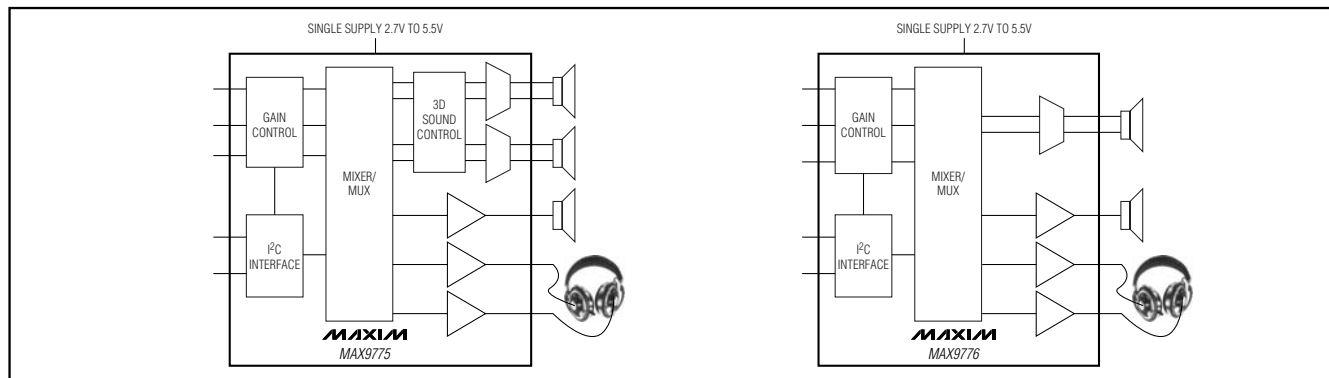 SINGLE SUPPLY 2.7V TO 5.5V
GAIN
CONTROL
MIXER/
MUX
3D
SOUND
CONTROL
I²C
INTERFACE
MAXIM
MAX9775
SINGLE SUPPLY 2.7V TO 5.5V
GAIN
CONTROL
MIXER/
MUX
I²C
INTERFACE
MAXIM
MAX9776